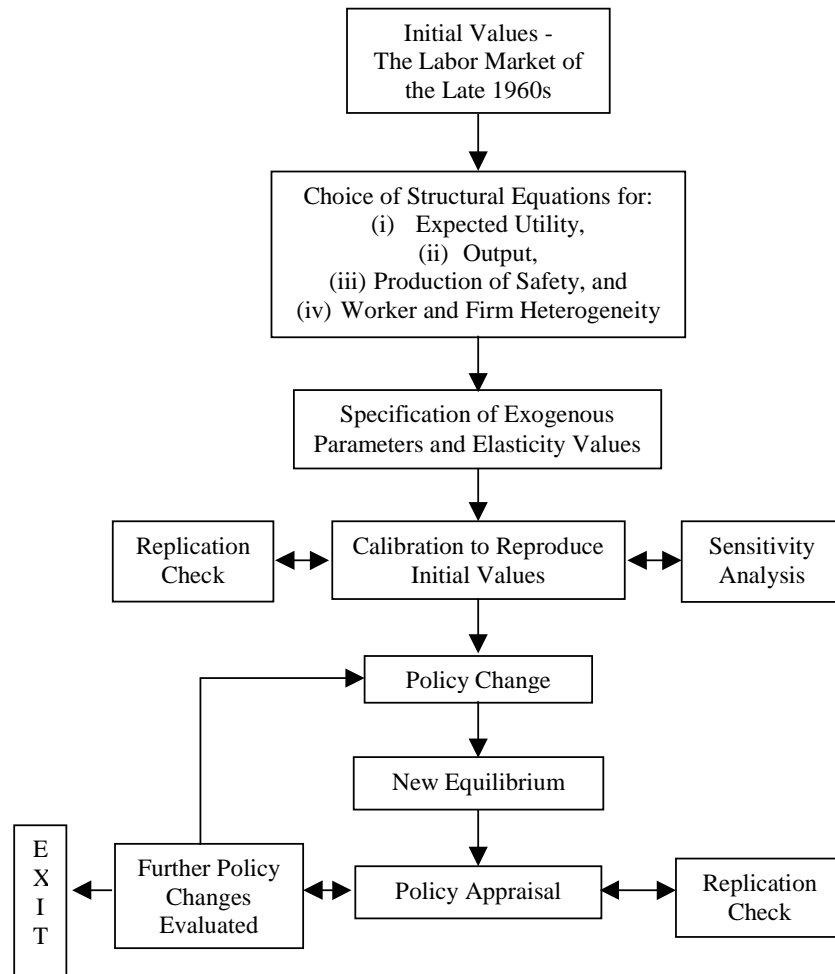 Initial Values -
The Labor Market of
the Late 1960s
Choice of Structural Equations for:
(i) Expected Utility,
(ii) Output,
(iii) Production of Safety, and
(iv) Worker and Firm Heterogeneity
Specification of Exogenous
Parameters and Elasticity Values
Replication
Check
Calibration to Reproduce
Initial Values
Sensitivity
Analysis
Policy Change
New Equilibrium
E
X
I
T
Further Policy
Changes
Evaluated
Policy Appraisal
Replication
Check